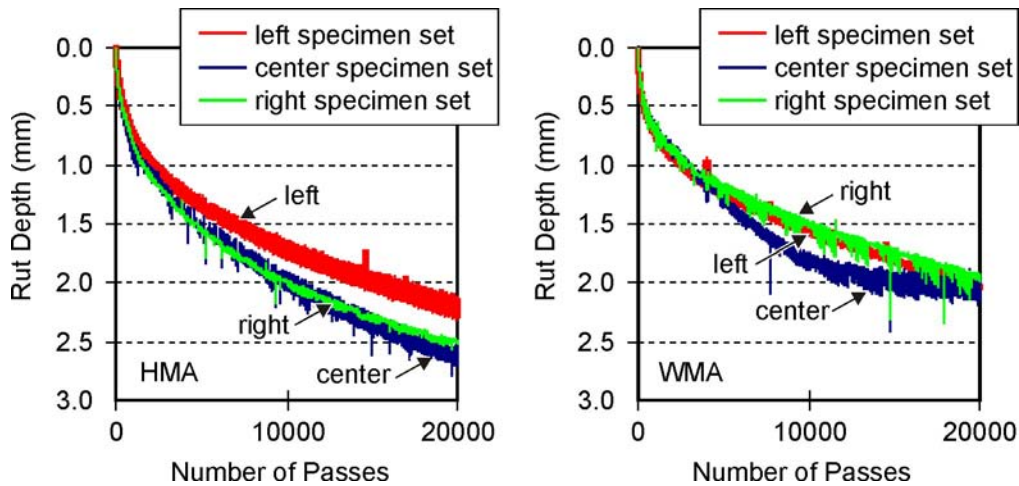 left specimen set
center specimen set
right specimen set
0.0
0.5
1.0
1.5
2.0
2.5
3.0
Rut Depth (mm)
left
right
center
HMA
0
10000
20000
Number of Passes
left specimen set
center specimen set
right specimen set
0.0
0.5
1.0
1.5
2.0
2.5
3.0
Rut Depth (mm)
right
left
center
WMA
0
10000
20000
Number of Passes